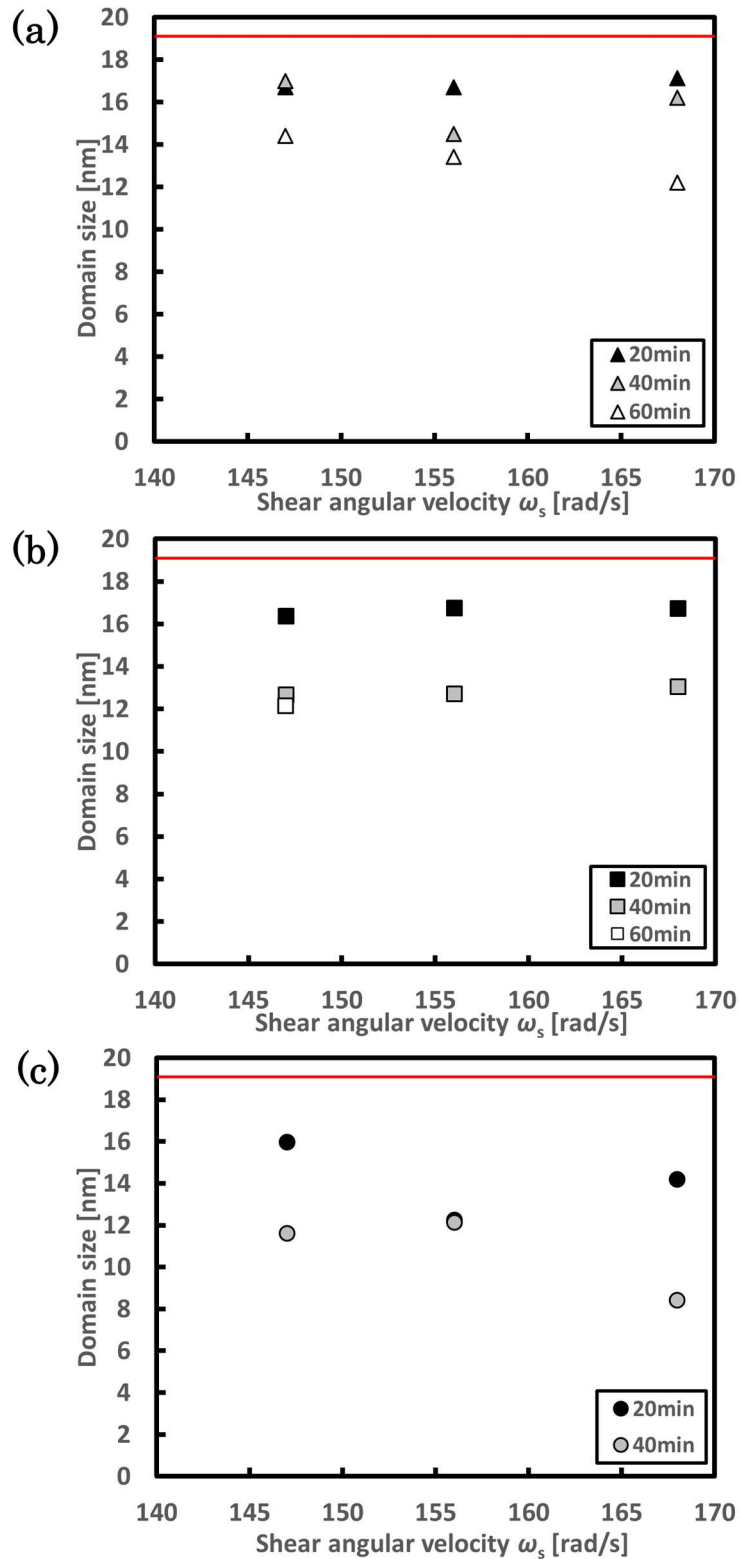 (a)
20
18
16
14
12
10
8
6
4
2
0
Domain size [nm]
20min
40min
60min
140 145 150 155 160 165 170
Shear angular velocity ωs [rad/s]
(b)
20
18
16
14
12
10
8
6
4
2
0
Domain size [nm]
20min
40min
60min
140 145 150 155 160 165 170
Shear angular velocity ωs [rad/s]
(c)
20
18
16
14
12
10
8
6
4
2
0
Domain size [nm]
20min
40min
140 145 150 155 160 165 170
Shear angular velocity ωs [rad/s]